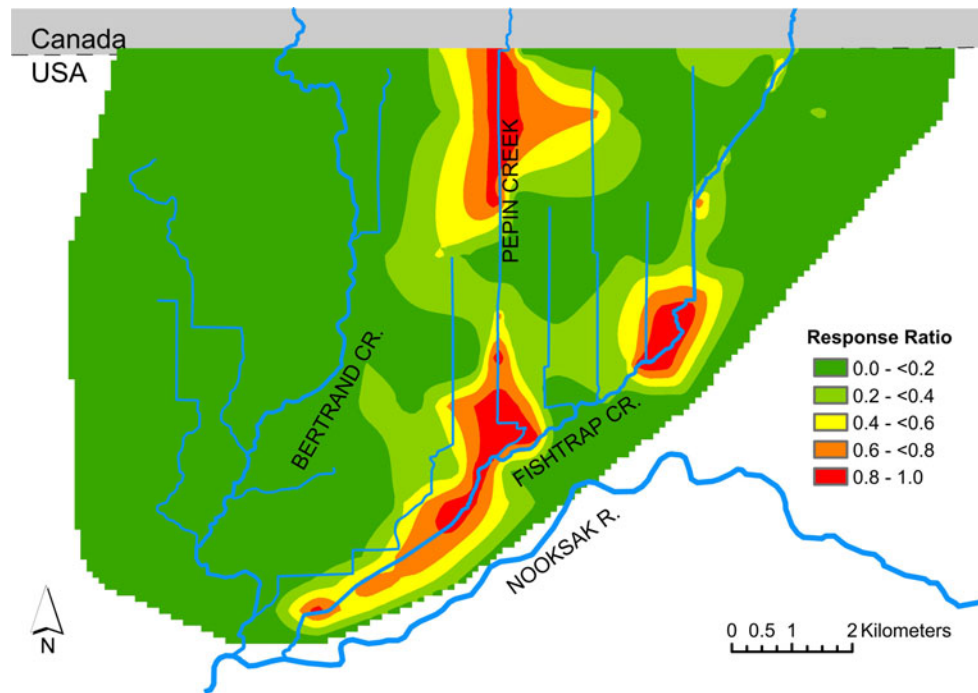 Canada
USA
PEPIN CREEK
BERTRAND CR.
FISHTRAP CR.
NOOKSAK R.
Response Ratio
0.0 - <0.2
0.2 - <0.4
0.4 - <0.6
0.6 - <0.8
0.8 - 1.0
N
0 0.5 1 2 Kilometers